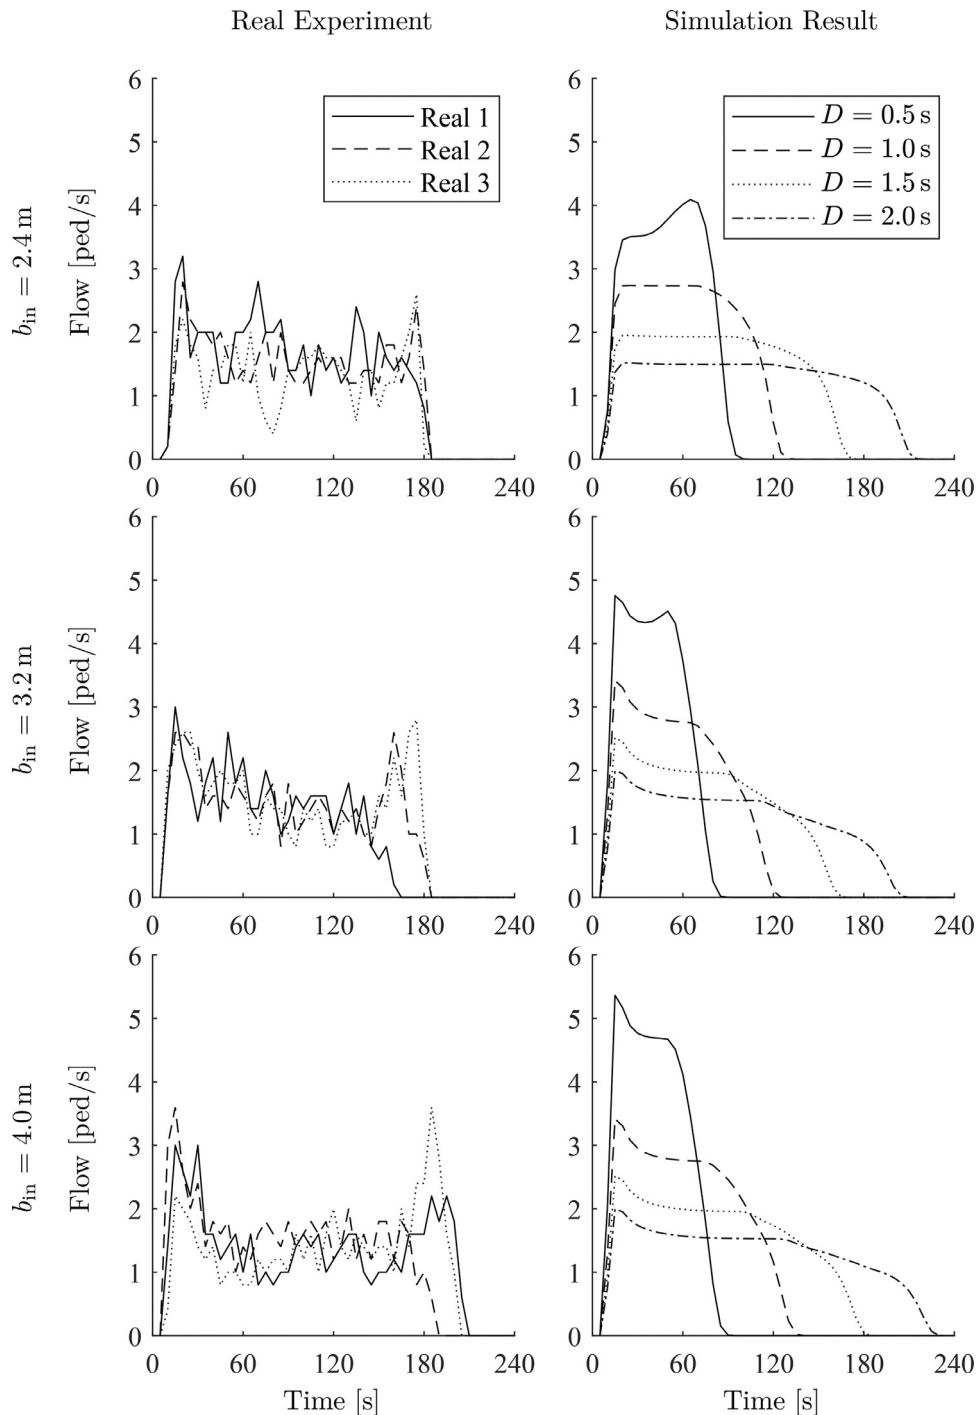 Real Experiment
Simulation Result
b_in = 2.4 m
Flow [ped/s]
6
5
4
3
2
1
0
0 60 120 180 240
Real 1
Real 2
Real 3
6
5
4
3
2
1
0
0 60 120 180 240
D = 0.5 s
D = 1.0 s
D = 1.5 s
D = 2.0 s
b_in = 3.2 m
Flow [ped/s]
6
5
4
3
2
1
0
0 60 120 180 240
6
5
4
3
2
1
0
0 60 120 180 240
b_in = 4.0 m
Flow [ped/s]
6
5
4
3
2
1
0
0 60 120 180 240
Time [s]
6
5
4
3
2
1
0
0 60 120 180 240
Time [s]